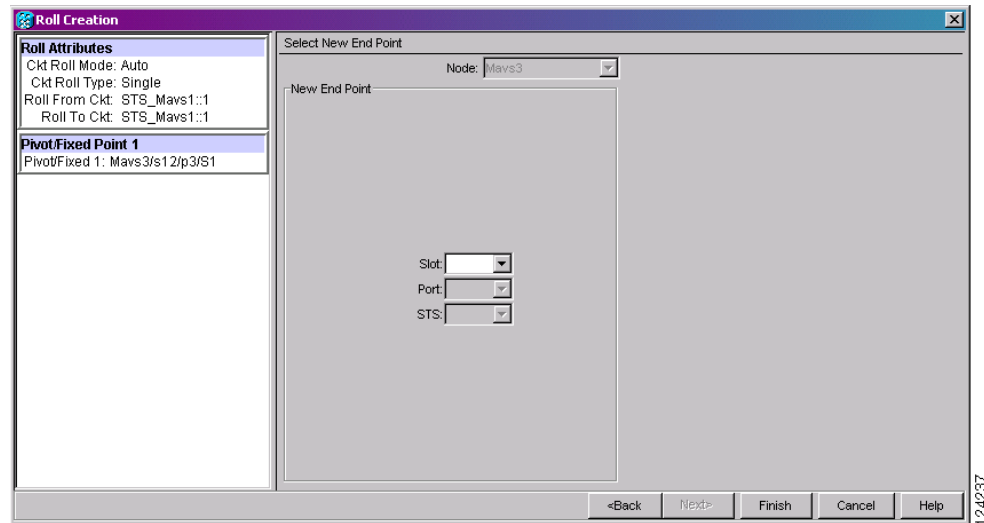 Roll Creation
Roll Attributes
Ckt Roll Mode: Auto
Ckt Roll Type: Single
Roll From Ckt: STS_Mavs1::1
Roll To Ckt: STS_Mavs1::1
Pivot/Fixed Point 1
Pivot/Fixed 1: Mavs3/s12/p3/S1
Select New End Point
Node: Mavs3
New End Point
Slot:
Port:
STS:
<Back Next> Finish Cancel Help
124237